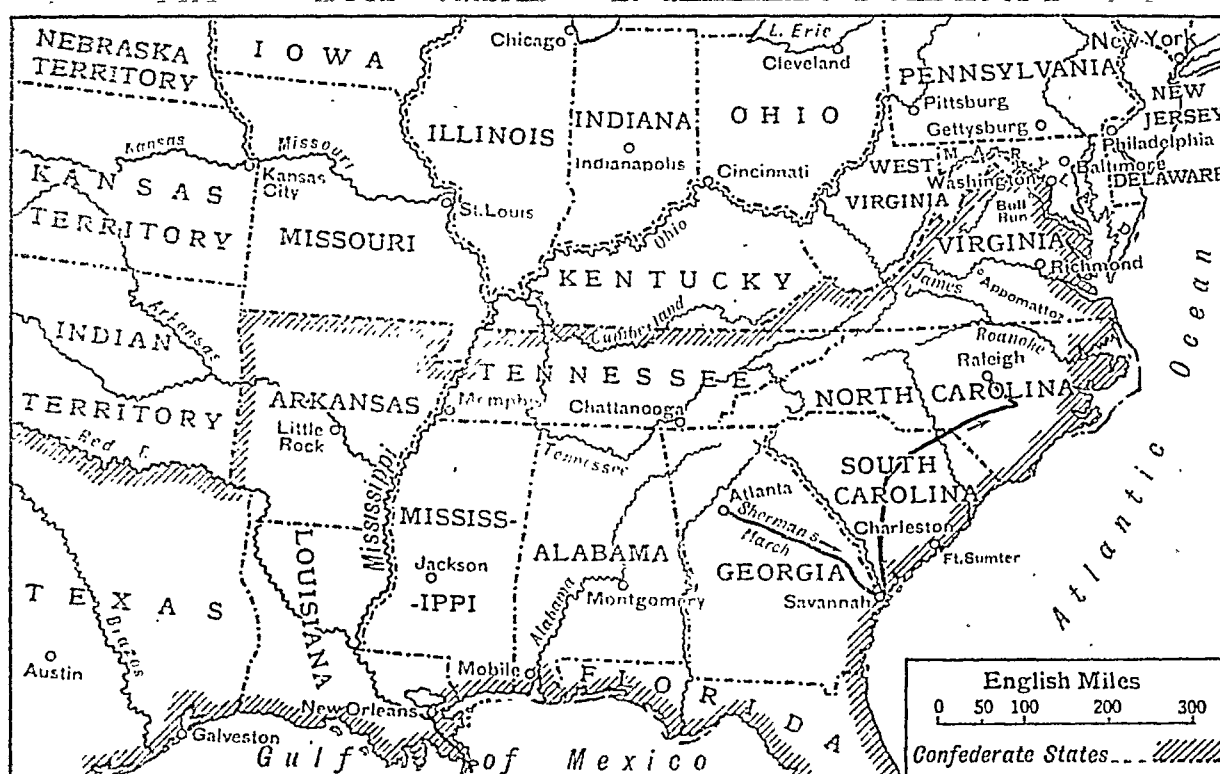 NEBRASKA
TERRITORY
IOWA
Chicago
L. Erie
Cleveland
New York
PENNSYLVANIA
Pittsburg
Gettysburg
NEW
JERSEY
Philadelphia
ILLINOIS
INDIANA
Indianapolis
OHIO
Cincinnati
WEST
VIRGINIA
MARYLAND
Baltimore
Washington
DELAWARE
Bull
Run
VIRGINIA
Richmond
Kansas
Missouri
Kansas
City
St. Louis
KANSAS
TERRITORY
MISSOURI
Ohio
KENTUCKY
James
Appomattox
Cumberland
Roanoke
Raleigh
Arkansas
INDIAN
TERRITORY
Red R.
ARKANSAS
Little
Rock
TENNESSEE
Memphis
Chattanooga
NORTH CAROLINA
Tennessee
SOUTH
CAROLINA
Charleston
Ft. Sumter
Atlanta
Sherman's
March
Mississippi
MISSISS-
-IPPI
Jackson
ALABAMA
Alabama
Montgomery
GEORGIA
Savannah
TEXAS
Brazos
Austin
LOUISIANA
Mobile
New Orleans
Galveston
FLORIDA
Gulf of Mexico
Atlantic Ocean
English Miles
0 50 100 200 300
Confederate States